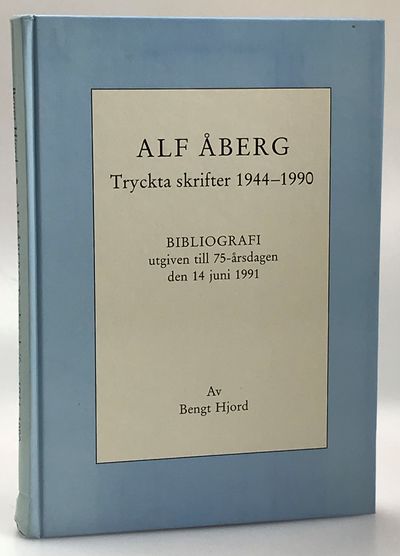 ALF ÅBERG
Tryckta skrifter 1944–1990
BIBLIOGRAFI
utgiven till 75-årsdagen
den 14 juni 1991
Av
Bengt Hjord